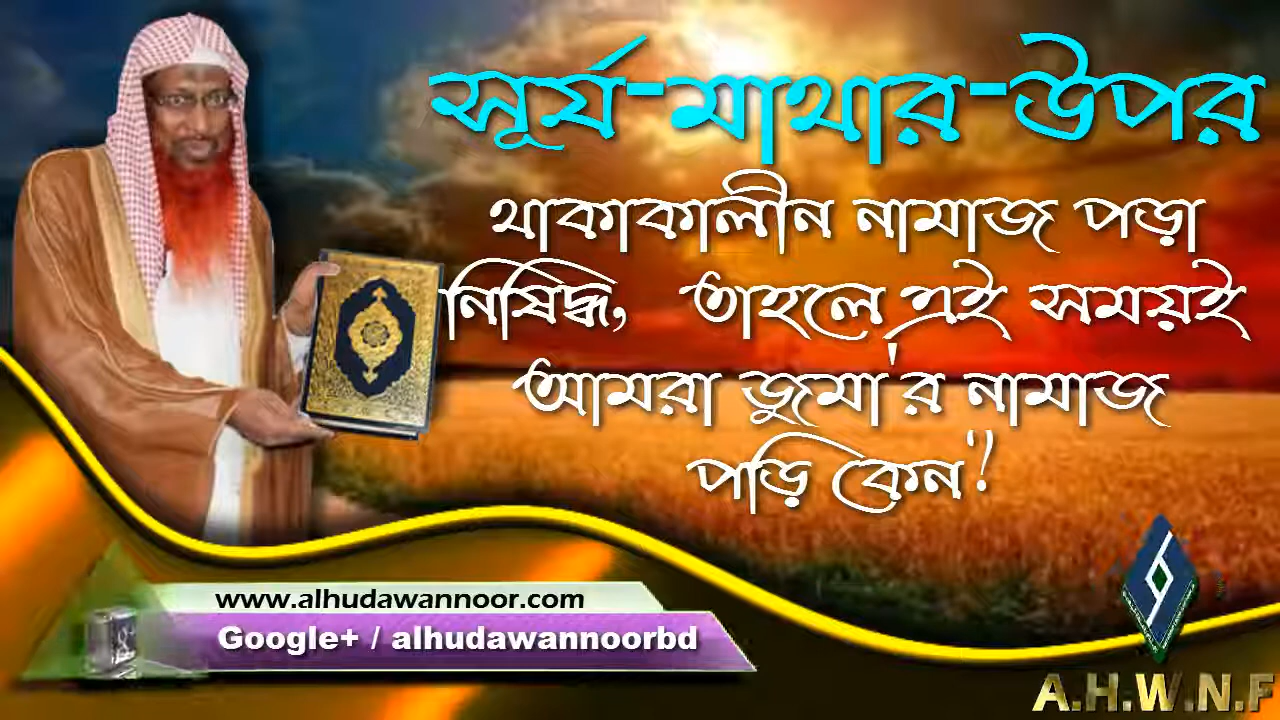 সূর্য-মাথার-উপর
থাকাকালীন নামাজ পড়া
নিষিদ্ধ, তাহলে এই সময়ই
আমরা জুমা'র নামাজ
পড়ি কেন?
www.alhudawannoor.com
Google+ / alhudawannoorbd
A.H.W.N.F